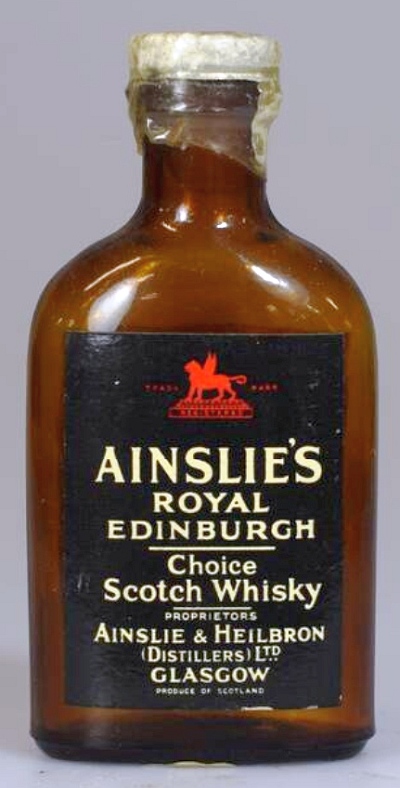 TRADE MARK
REGISTERED
AINSLIE'S
ROYAL
EDINBURGH
Choice
Scotch Whisky
PROPRIETORS
AINSLIE & HEILBRON
(DISTILLERS) LTD.
GLASGOW
PRODUCE OF SCOTLAND